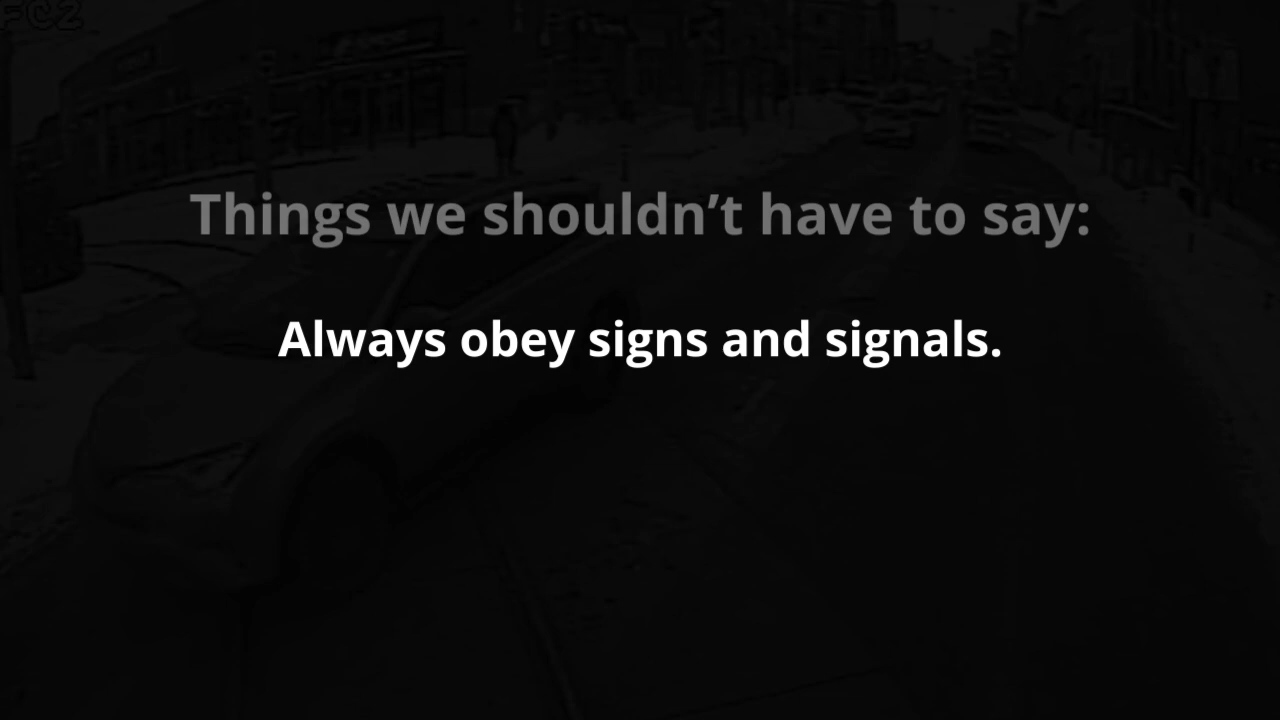 Things we shouldn’t have to say:
Always obey signs and signals.